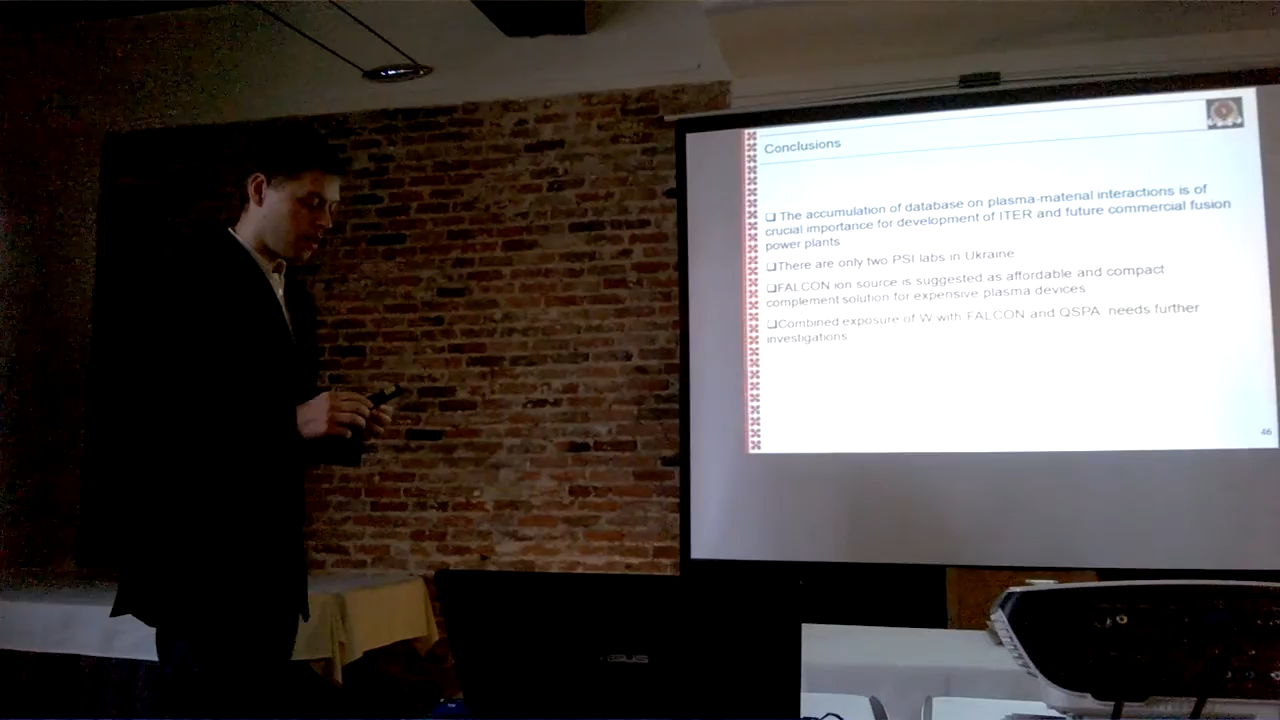 Conclusions
❑ The accumulation of database on plasma-material interactions is of
crucial importance for development of ITER and future commercial fusion
power plants
❑There are only two PSI labs in Ukraine
❑FALCON ion source is suggested as affordable and compact
complement solution for expensive plasma devices
❑Combined exposure of W with FALCON and QSPA needs further
investigations
46
ASUS